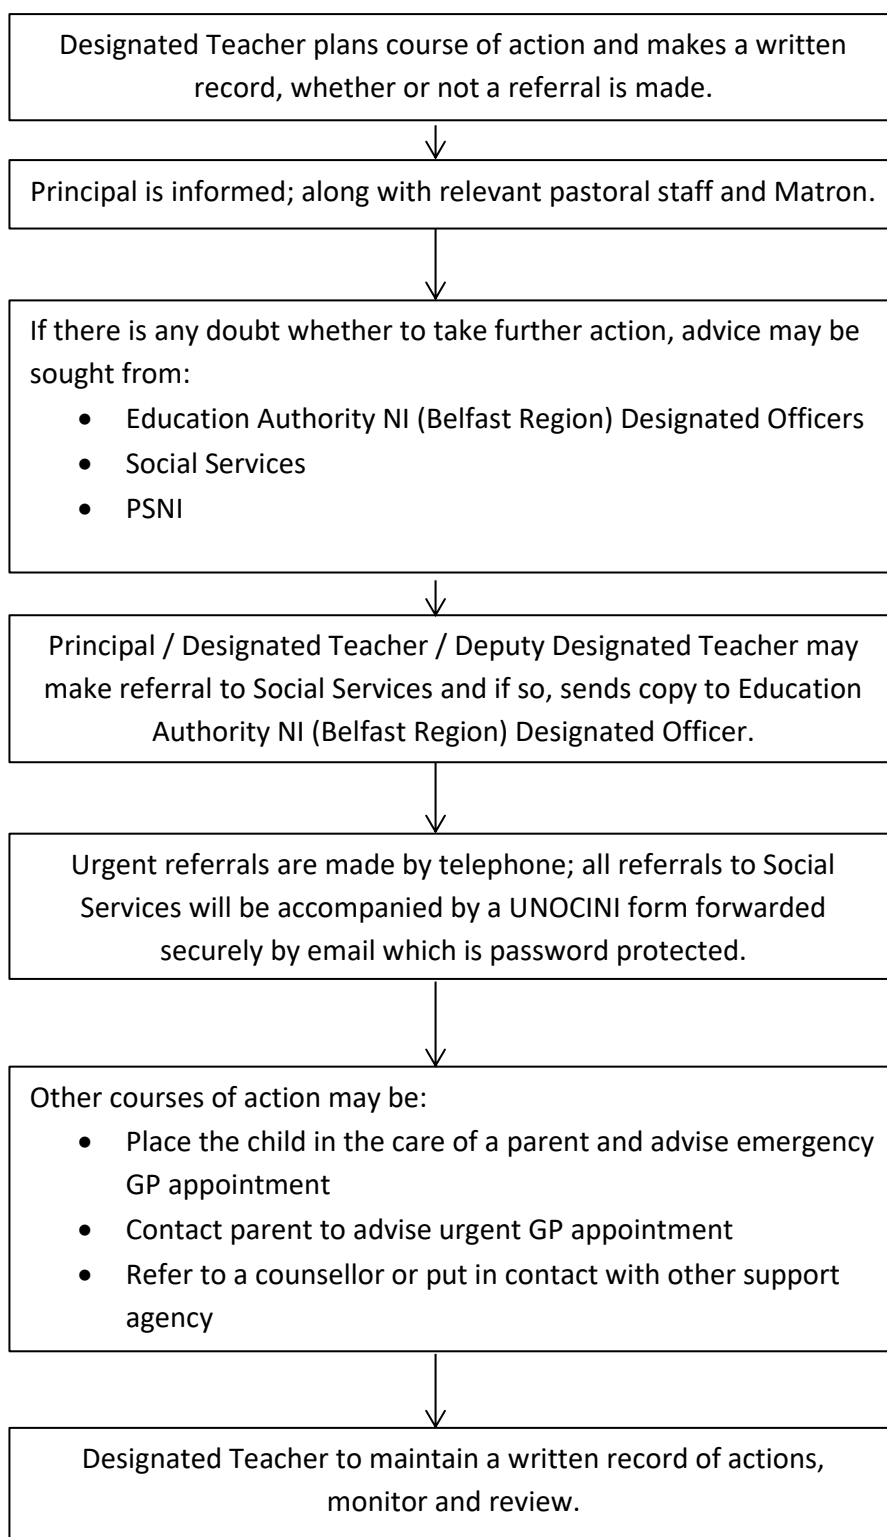 Designated Teacher plans course of action and makes a written
record, whether or not a referral is made.
Principal is informed; along with relevant pastoral staff and Matron.
If there is any doubt whether to take further action, advice may be
sought from:
• Education Authority NI (Belfast Region) Designated Officers
• Social Services
• PSNI
Principal / Designated Teacher / Deputy Designated Teacher may
make referral to Social Services and if so, sends copy to Education
Authority NI (Belfast Region) Designated Officer.
Urgent referrals are made by telephone; all referrals to Social
Services will be accompanied by a UNOCINI form forwarded
securely by email which is password protected.
Other courses of action may be:
• Place the child in the care of a parent and advise emergency
GP appointment
• Contact parent to advise urgent GP appointment
• Refer to a counsellor or put in contact with other support
agency
Designated Teacher to maintain a written record of actions,
monitor and review.